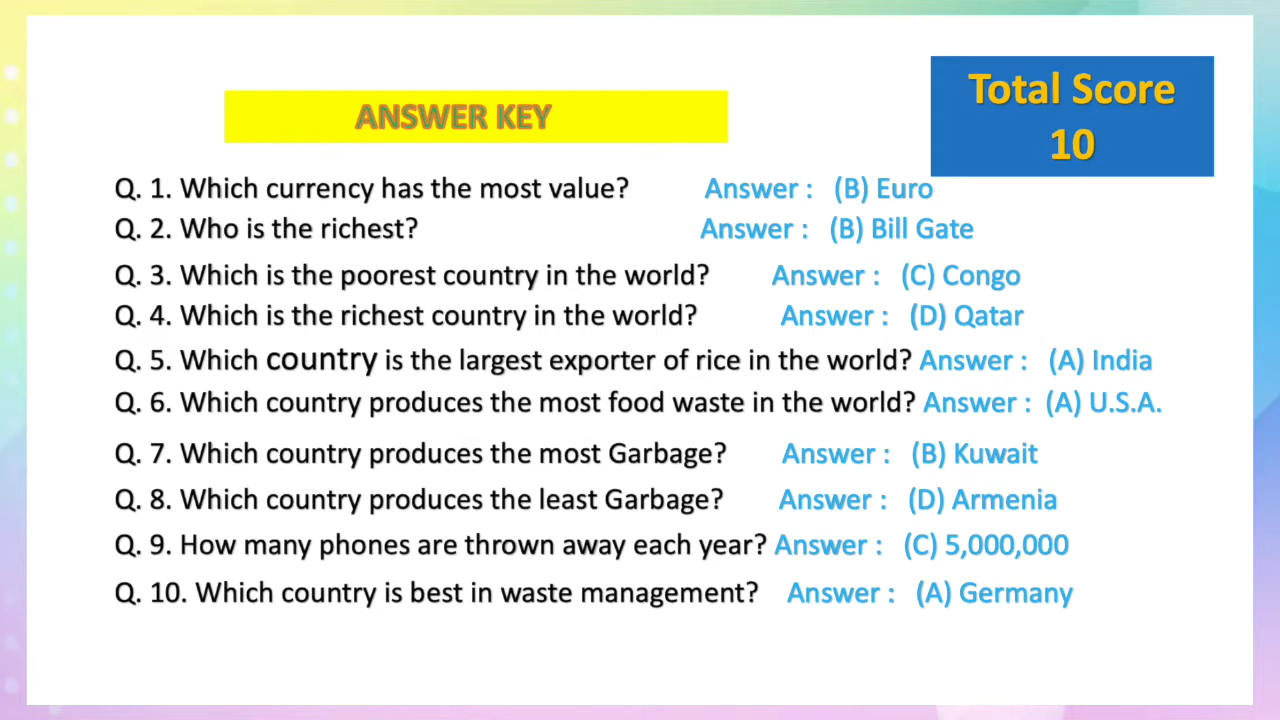 Total Score
10
ANSWER KEY
Q. 1. Which currency has the most value? Answer : (B) Euro
Q. 2. Who is the richest? Answer : (B) Bill Gate
Q. 3. Which is the poorest country in the world? Answer : (C) Congo
Q. 4. Which is the richest country in the world? Answer : (D) Qatar
Q. 5. Which country is the largest exporter of rice in the world? Answer : (A) India
Q. 6. Which country produces the most food waste in the world? Answer : (A) U.S.A.
Q. 7. Which country produces the most Garbage? Answer : (B) Kuwait
Q. 8. Which country produces the least Garbage? Answer : (D) Armenia
Q. 9. How many phones are thrown away each year? Answer : (C) 5,000,000
Q. 10. Which country is best in waste management? Answer : (A) Germany